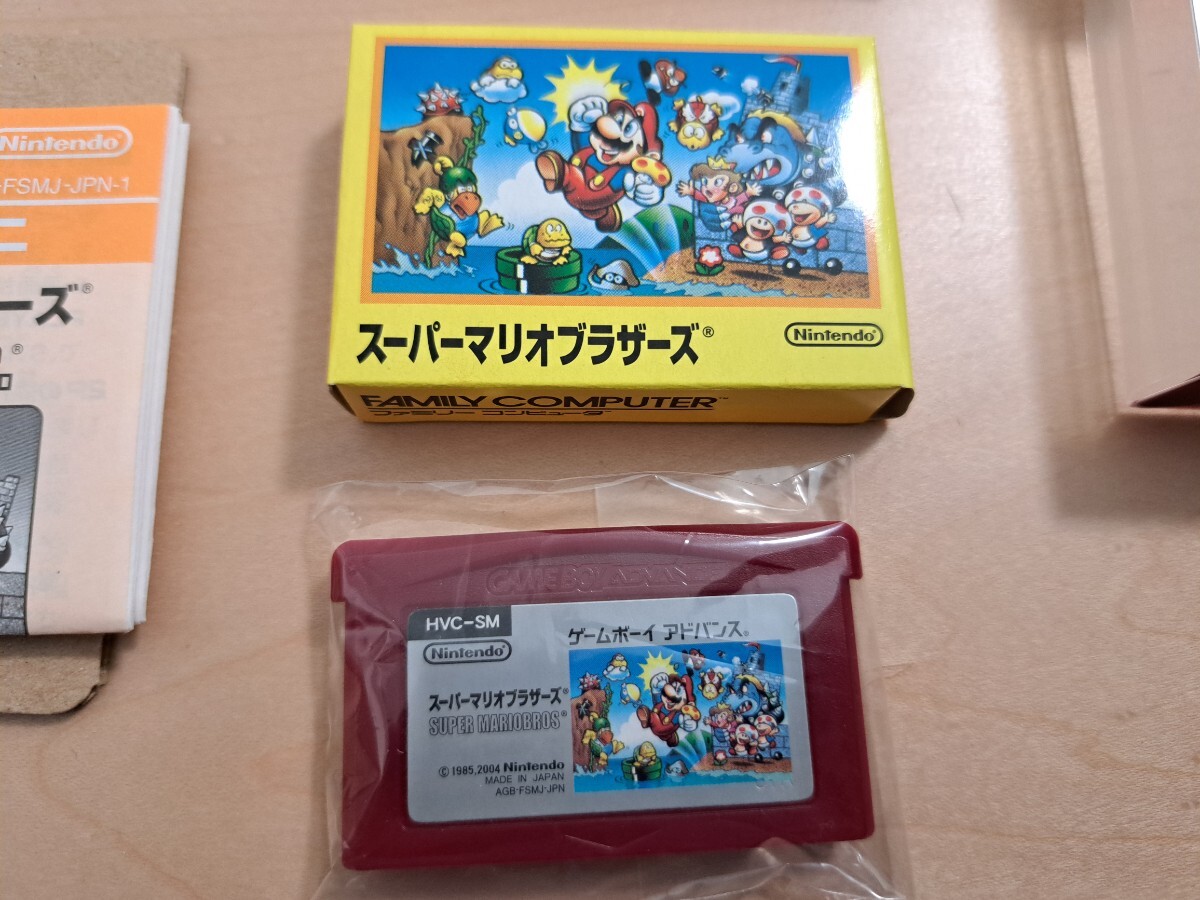 Nintendo
-FSMJ-JPN-1
ーズ®
スーパーマリオブラザーズ®
Nintendo
FAMILY COMPUTER™
ファミリー コンピュータ
GAME BOY ADVANCE
HVC-SM
Nintendo
ゲームボーイ アドバンス®
スーパーマリオブラザーズ®
SUPER MARIOBROS®
© 1985,2004 Nintendo
MADE IN JAPAN
AGB-FSMJ-JPN